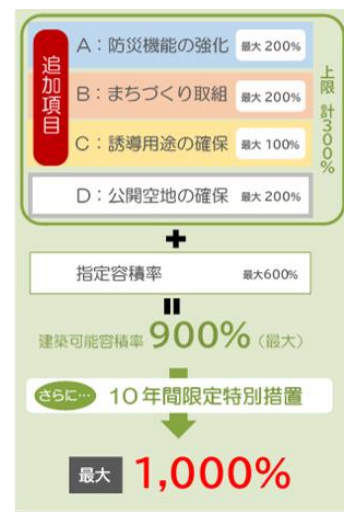 追加項目
A：防災機能の強化 最大 200%
B：まちづくり取組 最大 200%
C：誘導用途の確保 最大 100%
D：公開空地の確保 最大 200%
上限 計300%
+
指定容積率 最大600%
=
建築可能容積率 900%（最大）
さらに… 10年間限定特別措置
最大 1,000%